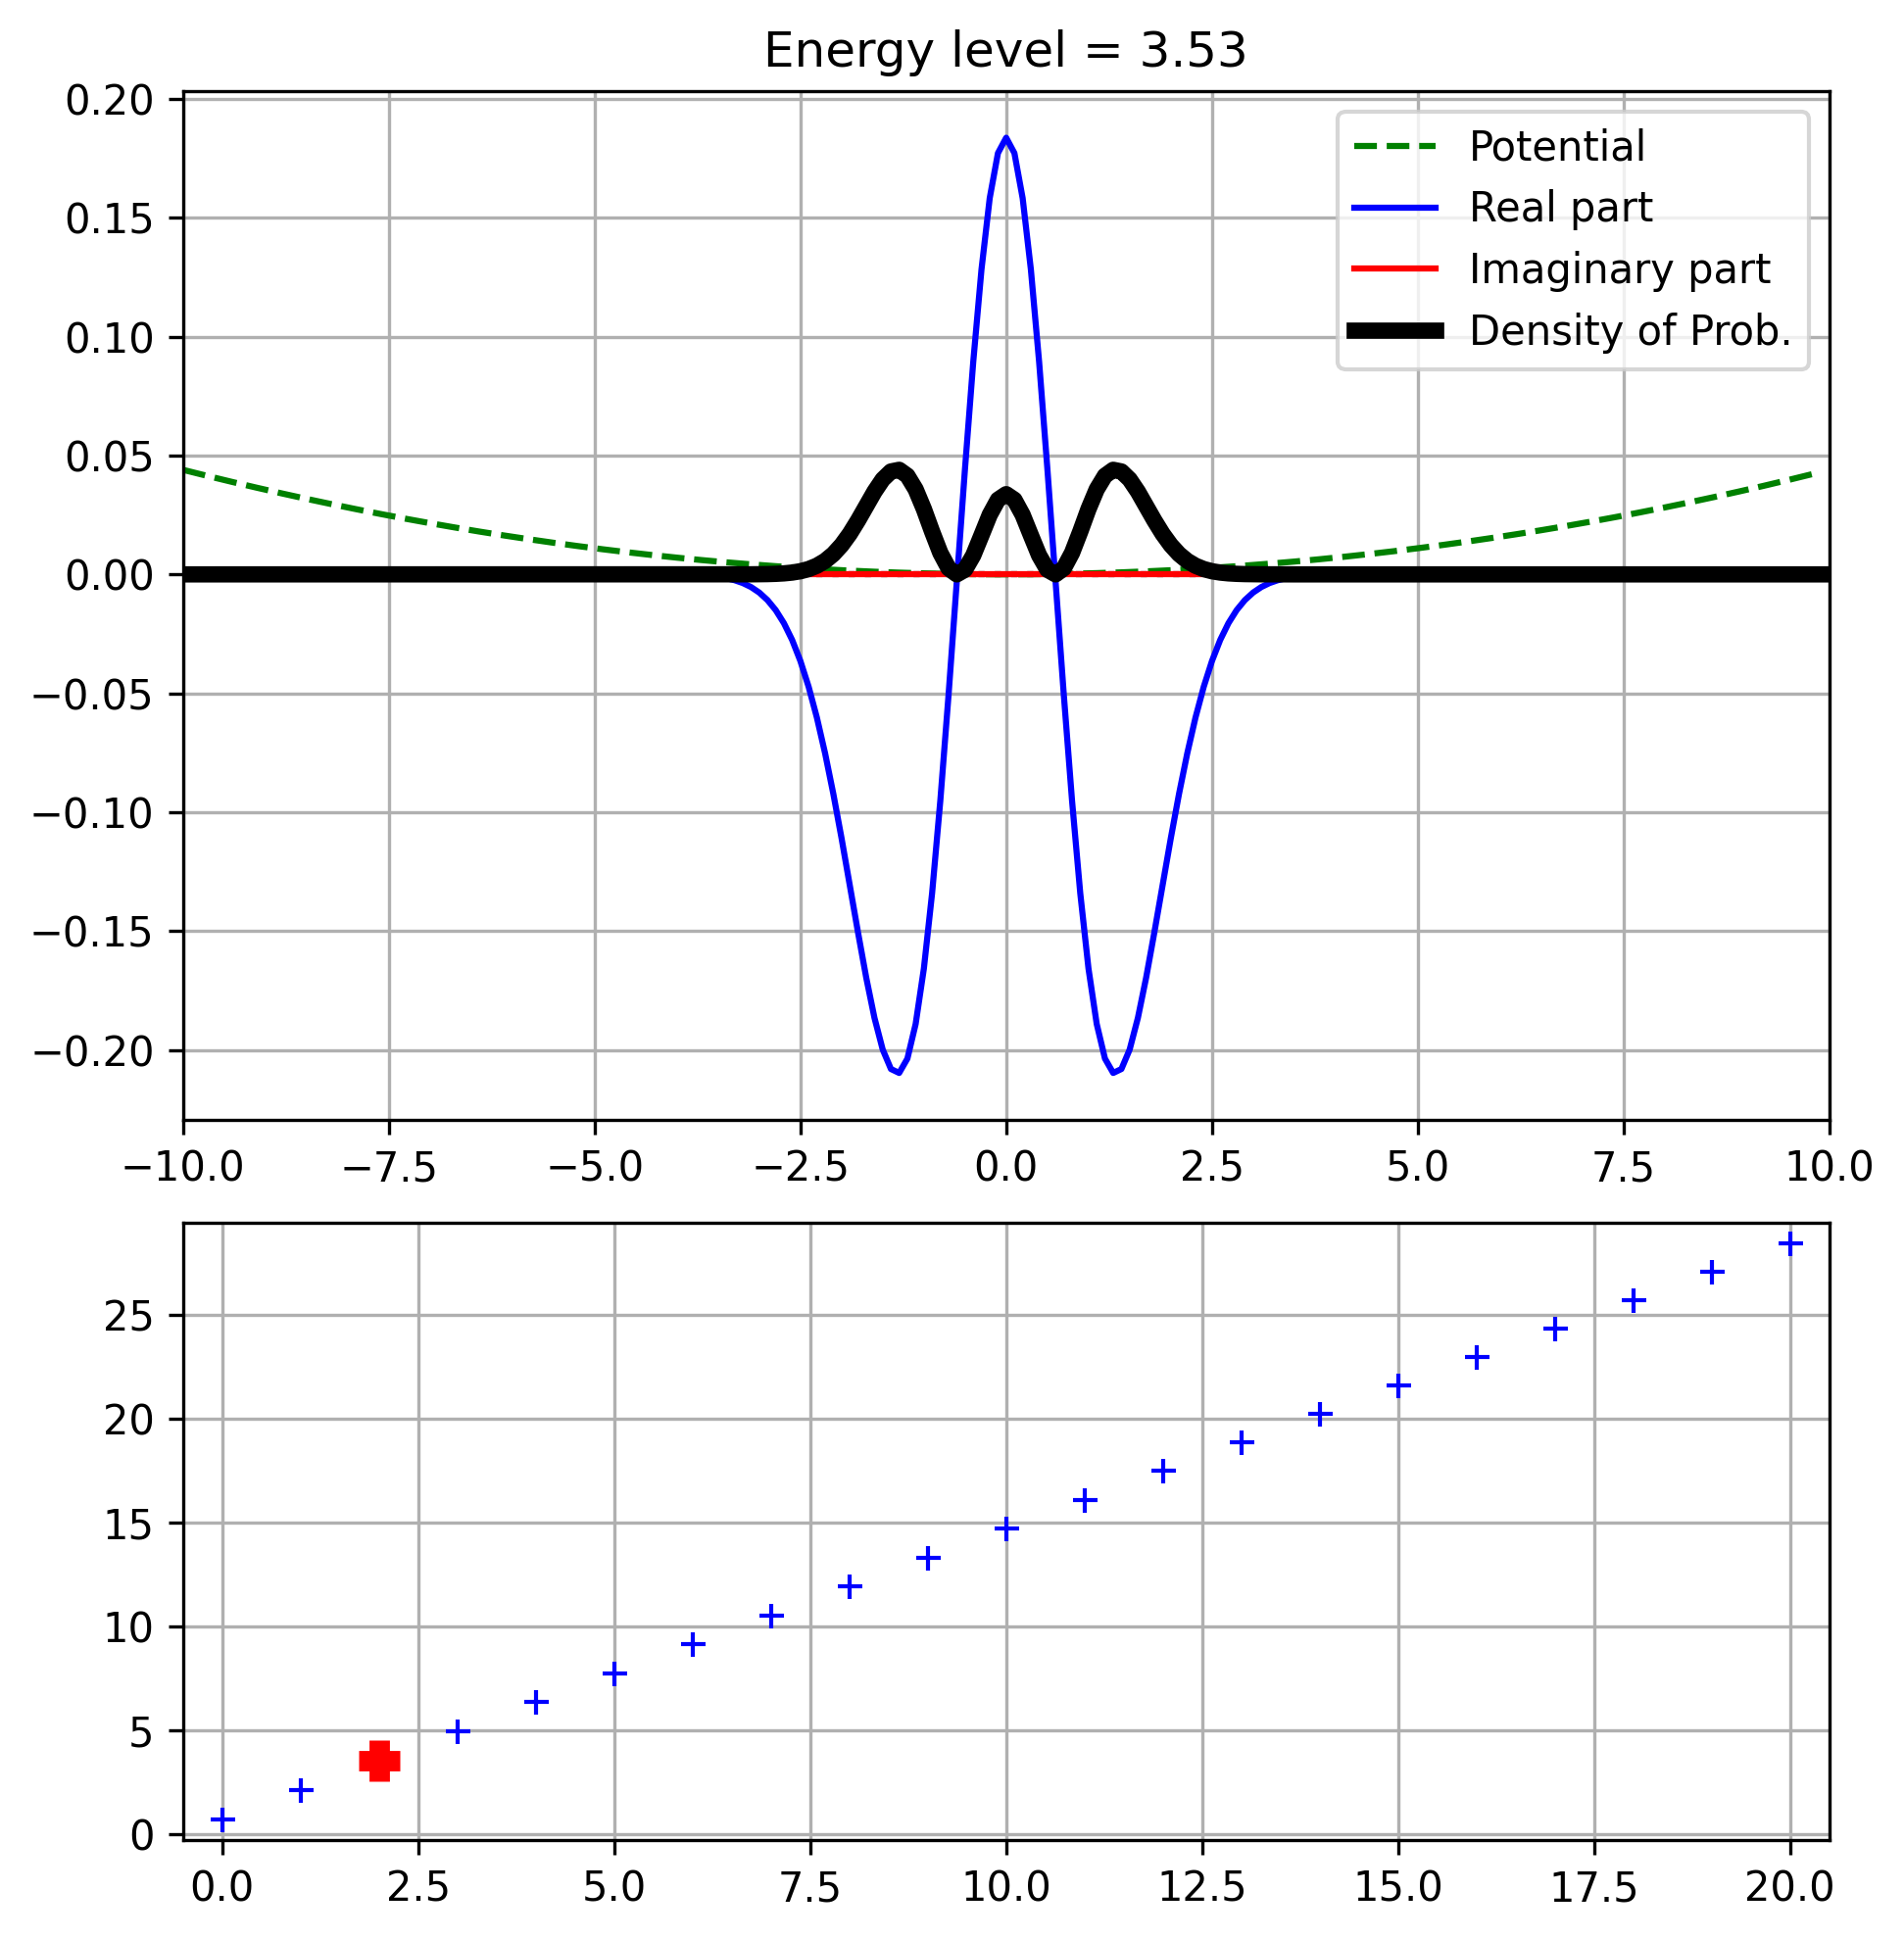 Energy level = 3.53
0.20
0.15
0.10
0.05
0.00
−0.05
−0.10
−0.15
−0.20
Potential
Real part
Imaginary part
Density of Prob.
−10.0 −7.5 −5.0 −2.5 0.0 2.5 5.0 7.5 10.0
25
20
15
10
5
0
0.0 2.5 5.0 7.5 10.0 12.5 15.0 17.5 20.0